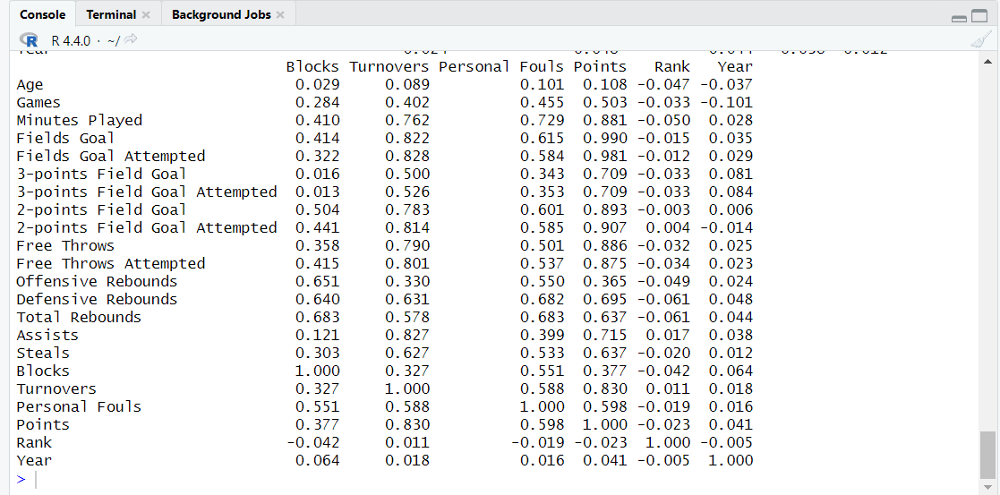 Console Terminal Background Jobs
R 4.4.0 · ~/
Blocks Turnovers Personal Fouls Points Rank Year
Age 0.029 0.089 0.101 0.108 -0.047 -0.037
Games 0.284 0.402 0.455 0.503 -0.033 -0.101
Minutes Played 0.410 0.762 0.729 0.881 -0.050 0.028
Fields Goal 0.414 0.822 0.615 0.990 -0.015 0.035
Fields Goal Attempted 0.322 0.828 0.584 0.981 -0.012 0.029
3-points Field Goal 0.016 0.500 0.343 0.709 -0.033 0.081
3-points Field Goal Attempted 0.013 0.526 0.353 0.709 -0.033 0.084
2-points Field Goal 0.504 0.783 0.601 0.893 -0.003 0.006
2-points Field Goal Attempted 0.441 0.814 0.585 0.907 0.004 -0.014
Free Throws 0.358 0.790 0.501 0.886 -0.032 0.025
Free Throws Attempted 0.415 0.801 0.537 0.875 -0.034 0.023
Offensive Rebounds 0.651 0.330 0.550 0.365 -0.049 0.024
Defensive Rebounds 0.640 0.631 0.682 0.695 -0.061 0.048
Total Rebounds 0.683 0.578 0.683 0.637 -0.061 0.044
Assists 0.121 0.827 0.399 0.715 0.017 0.038
Steals 0.303 0.627 0.533 0.637 -0.020 0.012
Blocks 1.000 0.327 0.551 0.377 -0.042 0.064
Turnovers 0.327 1.000 0.588 0.830 0.011 0.018
Personal Fouls 0.551 0.588 1.000 0.598 -0.019 0.016
Points 0.377 0.830 0.598 1.000 -0.023 0.041
Rank -0.042 0.011 -0.019 -0.023 1.000 -0.005
Year 0.064 0.018 0.016 0.041 -0.005 1.000
>